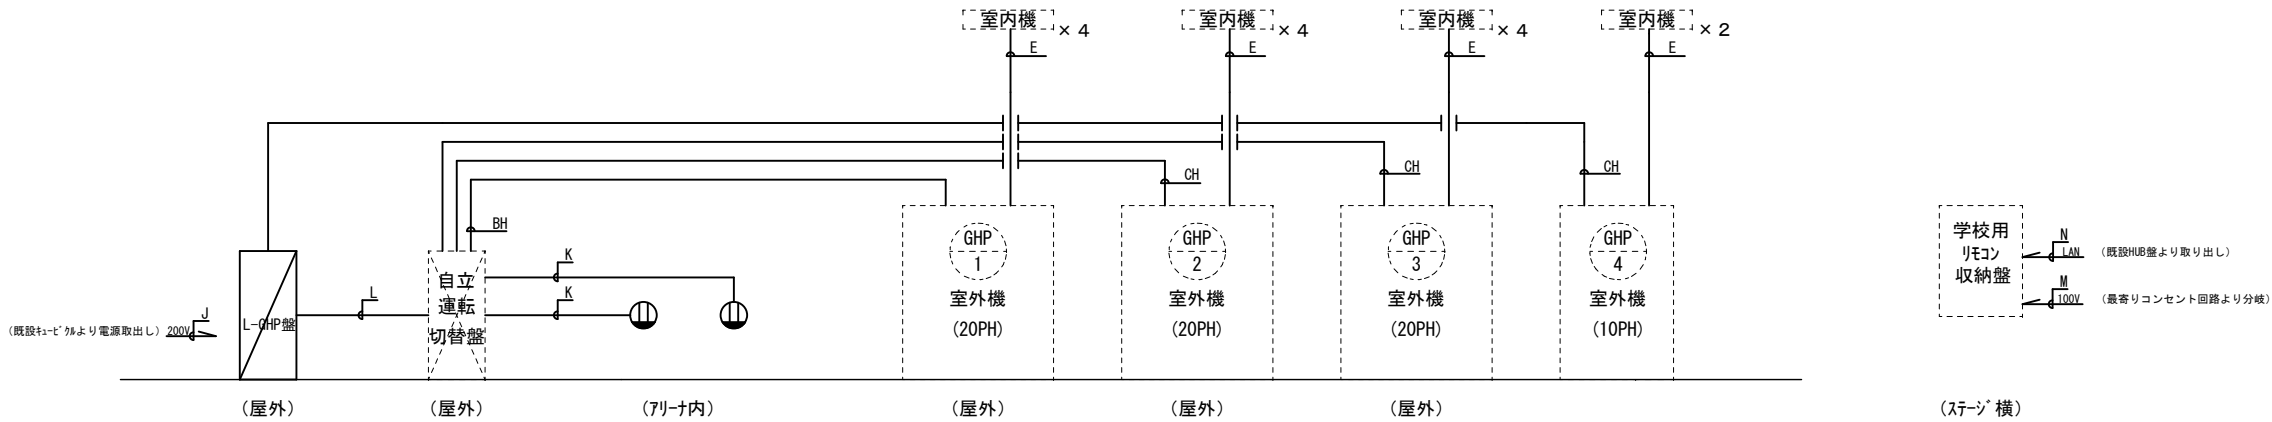 室内機 × 4
室内機 × 4
室内機 × 4
室内機 × 2
E
E
E
E
CH
CH
CH
BH
GHP
1
室外機
(20PH)
GHP
2
室外機
(20PH)
GHP
3
室外機
(20PH)
GHP
4
室外機
(10PH)
学校用
リモコン
収納盤
N
LAN
(既設HUB盤より取り出し)
M
100V
(最寄りコンセント回路より分岐)
(既設キュービクルより電源取出し)
200V
J
L-GHP盤
L
自立
運転
切替盤
K
K
(屋外)
(屋外)
(アリーナ内)
(屋外)
(屋外)
(屋外)
(ステージ横)